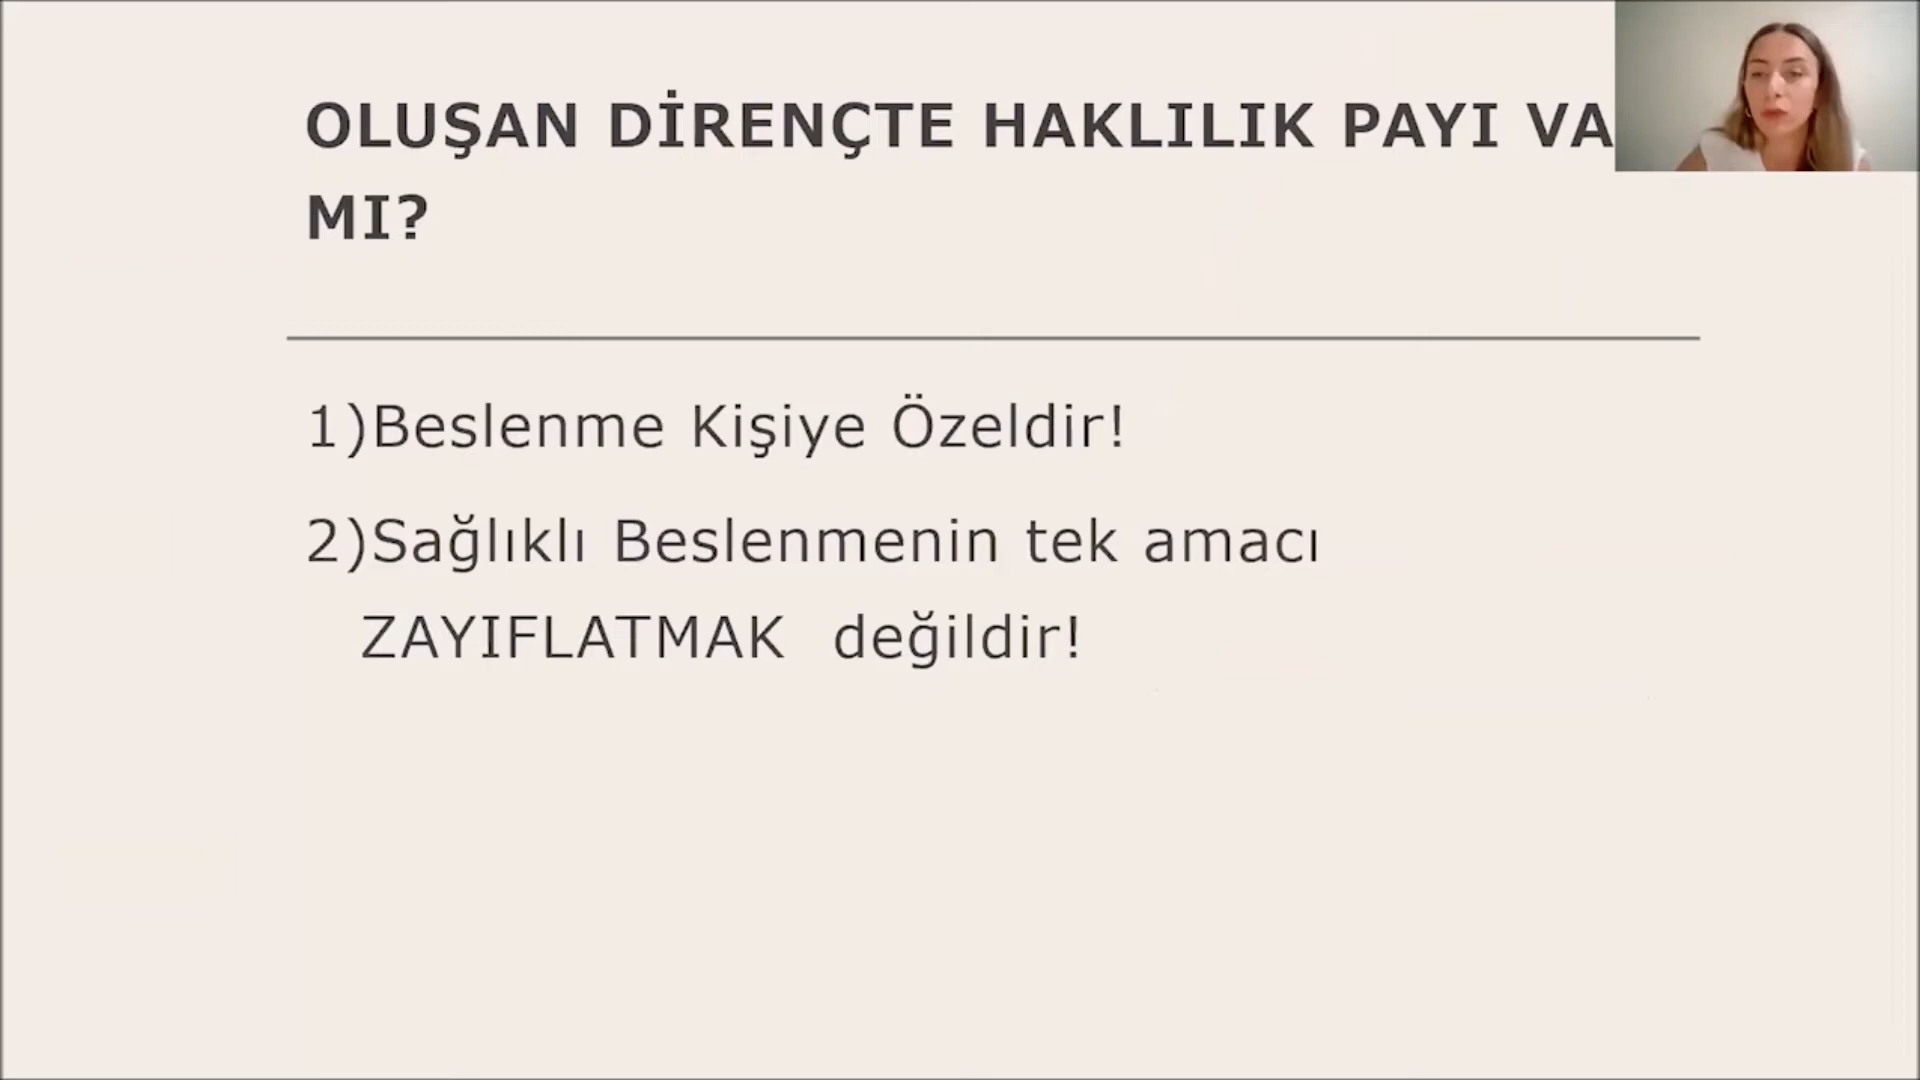 OLUŞAN DİRENÇTE HAKLILIK PAYI VA
MI?
1)Beslenme Kişiye Özeldir!
2)Sağlıklı Beslenmenin tek amacı
ZAYIFLATMAK değildir!